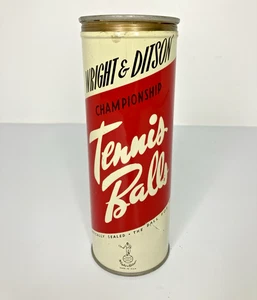 WRIGHT & DITSON
CHAMPIONSHIP
Tennis
Balls
SEALED • THE